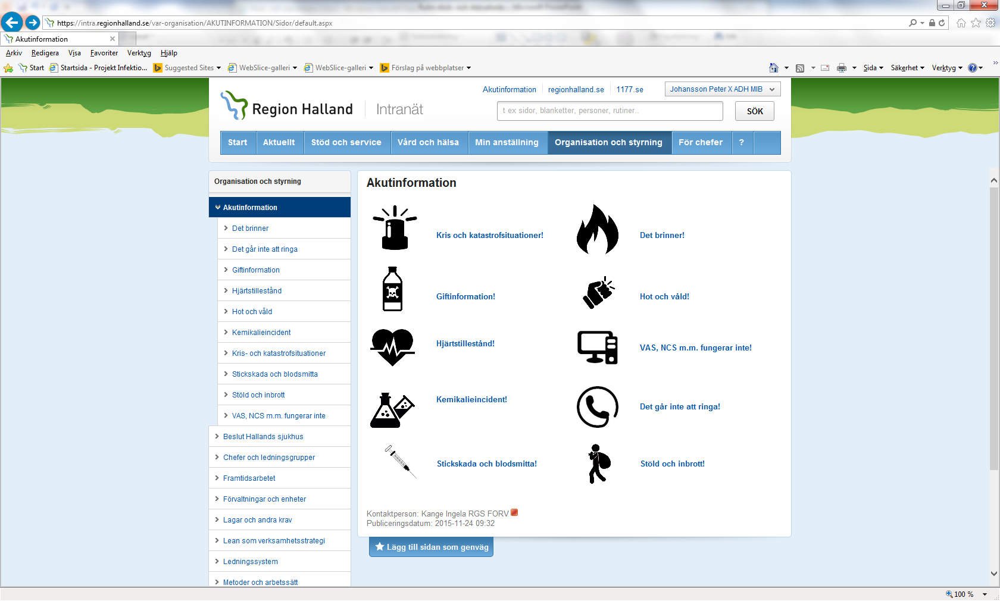 https://intra.regionhalland.se/var-organisation/AKUTINFORMATION/Sidor/default.aspx
Akutinformation
Arkiv Redigera Visa Favoriter Verktyg Hjälp
Start Startsida - Projekt Infektio... Suggested Sites WebSlice-galleri WebSlice-galleri Förslag på webbplatser Sida Säkerhet Verktyg
Akutinformation regionhalland.se 1177.se Johansson Peter X ADH MIB
Region Halland Intranät
t ex sidor, blanketter, personer, rutiner.. SÖK
Start Aktuellt Stöd och service Vård och hälsa Min anställning Organisation och styrning För chefer ?
Organisation och styrning
Akutinformation
Det brinner
Det går inte att ringa
Giftinformation
Hjärtstillestånd
Hot och våld
Kemikalieincident
Kris- och katastrofsituationer
Stickskada och blodsmitta
Stöld och inbrott
VAS, NCS m.m. fungerar inte
Beslut Hallands sjukhus
Chefer och ledningsgrupper
Framtidsarbetet
Förvaltningar och enheter
Lagar och andra krav
Lean som verksamhetsstrategi
Ledningssystem
Metoder och arbetssätt
Akutinformation
Kris och katastrofsituationer! Det brinner!
Giftinformation! Hot och våld!
Hjärtstillestånd! VAS, NCS m.m. fungerar inte!
Kemikalieincident! Det går inte att ringa!
Stickskada och blodsmitta! Stöld och inbrott!
Kontaktperson: Kange Ingela RGS FORV
Publiceringsdatum: 2015-11-24 09:32
Lägg till sidan som genväg
100 %